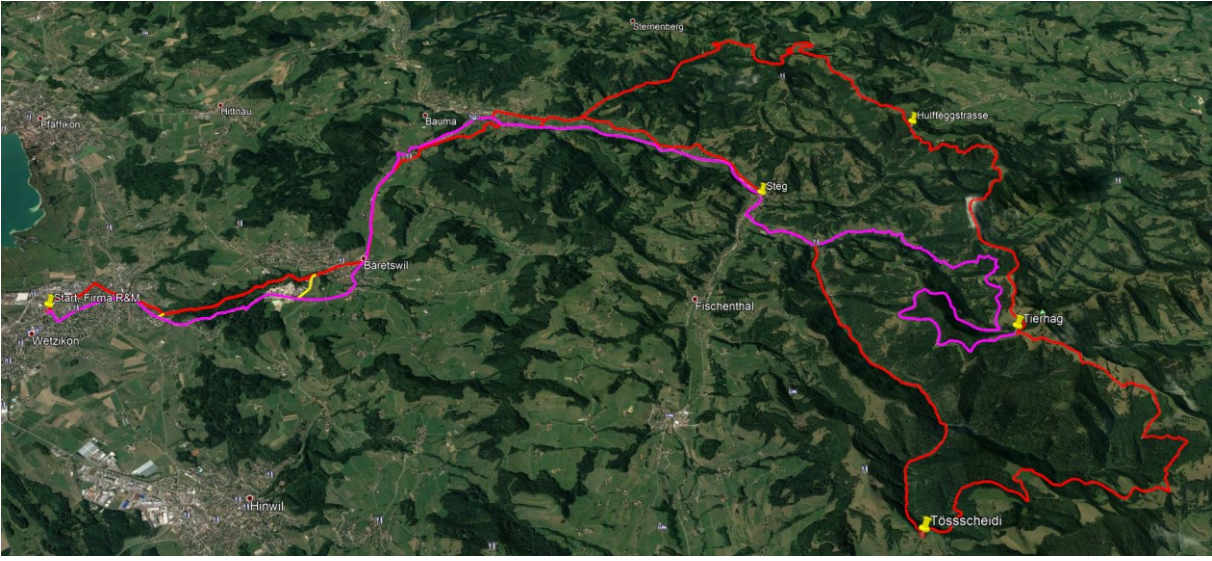 Sternenberg
Hittnau
Pfäffikon
Bauma
Hulfteggstrasse
Steg
Bäretswil
Start- Firma R&M
Fischenthal
Tierhag
Wetzikon
Hinwil
Tössscheidi